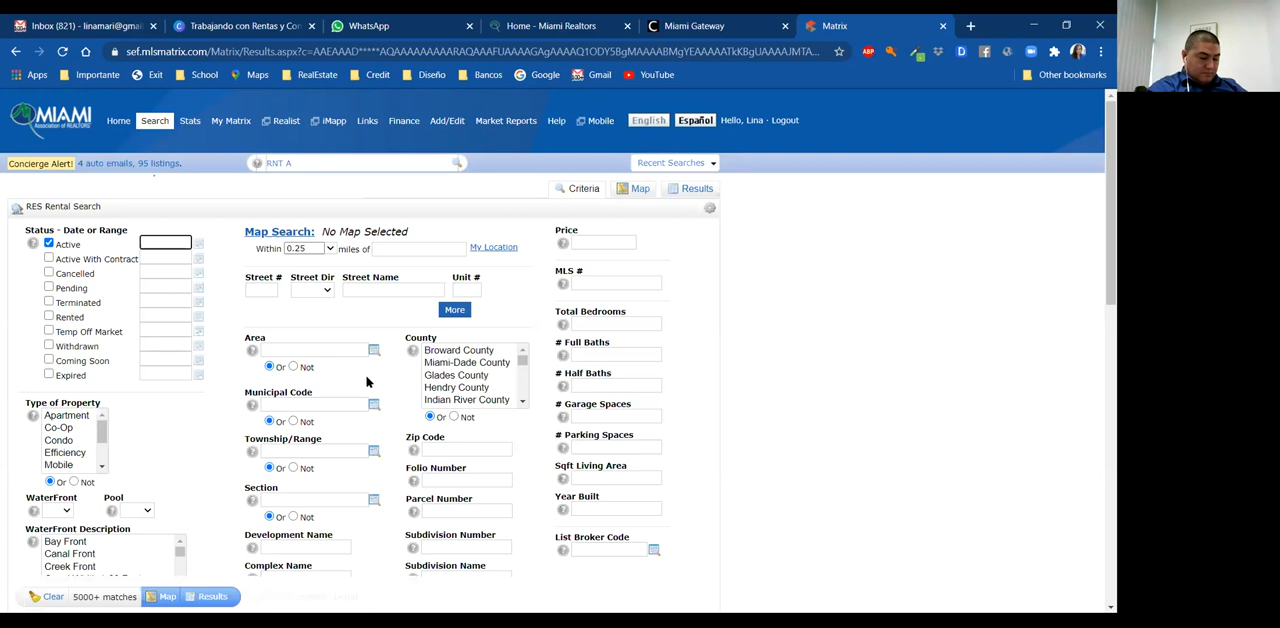 Inbox (821) - linamari@gmai
Trabajando con Rentas y Con
WhatsApp
Home - Miami Realtors
Miami Gateway
Matrix
sef.mlsmatrix.com/Matrix/Results.aspx?c=AAEAAAD*****AQAAAAAAAAARAQAAAFUAAAAGAgAAAAQ1ODY5BgMAAAABMgYEAAAAATkKBgUAAAAJMTA...
Apps Importante Exit School Maps RealEstate Credit Diseño Bancos Google Gmail YouTube Other bookmarks
MIAMI
Association of REALTORS
Home Search Stats My Matrix Realist iMapp Links Finance Add/Edit Market Reports Help Mobile English Español Hello, Lina - Logout
Concierge Alert! 4 auto emails, 95 listings.
RNT A
Recent Searches
Criteria Map Results
RES Rental Search
Status - Date or Range
Active
Active With Contract
Cancelled
Pending
Terminated
Rented
Temp Off Market
Withdrawn
Coming Soon
Expired
Type of Property
Apartment
Co-Op
Condo
Efficiency
Mobile
Or Not
WaterFront Pool
WaterFront Description
Bay Front
Canal Front
Creek Front
Map Search: No Map Selected
Within 0.25 miles of My Location
Street # Street Dir Street Name Unit #
More
Area
Or Not
Municipal Code
Or Not
Township/Range
Or Not
Section
Or Not
Development Name
Complex Name
County
Broward County
Miami-Dade County
Glades County
Hendry County
Indian River County
Or Not
Zip Code
Folio Number
Parcel Number
Subdivision Number
Subdivision Name
Price
MLS #
Total Bedrooms
# Full Baths
# Half Baths
# Garage Spaces
# Parking Spaces
Sqft Living Area
Year Built
List Broker Code
Clear 5000+ matches Map Results